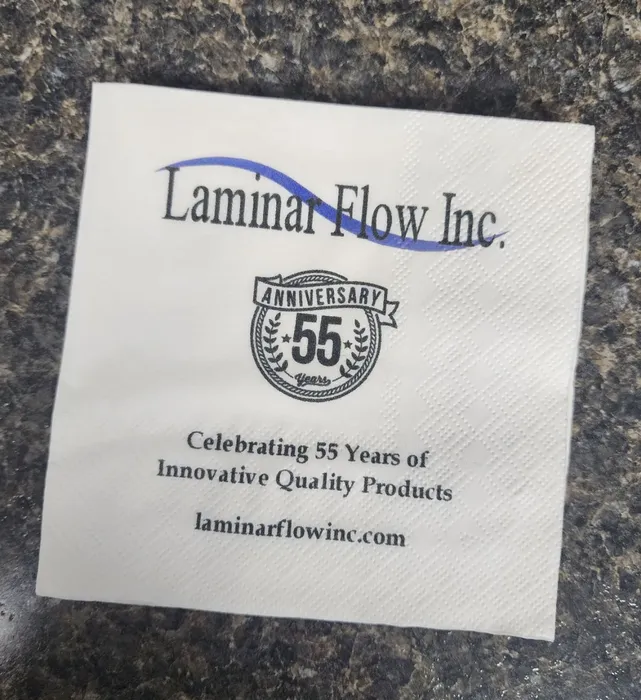 Laminar Flow Inc.
ANNIVERSARY
55
Years
Celebrating 55 Years of
Innovative Quality Products
laminarflowinc.com